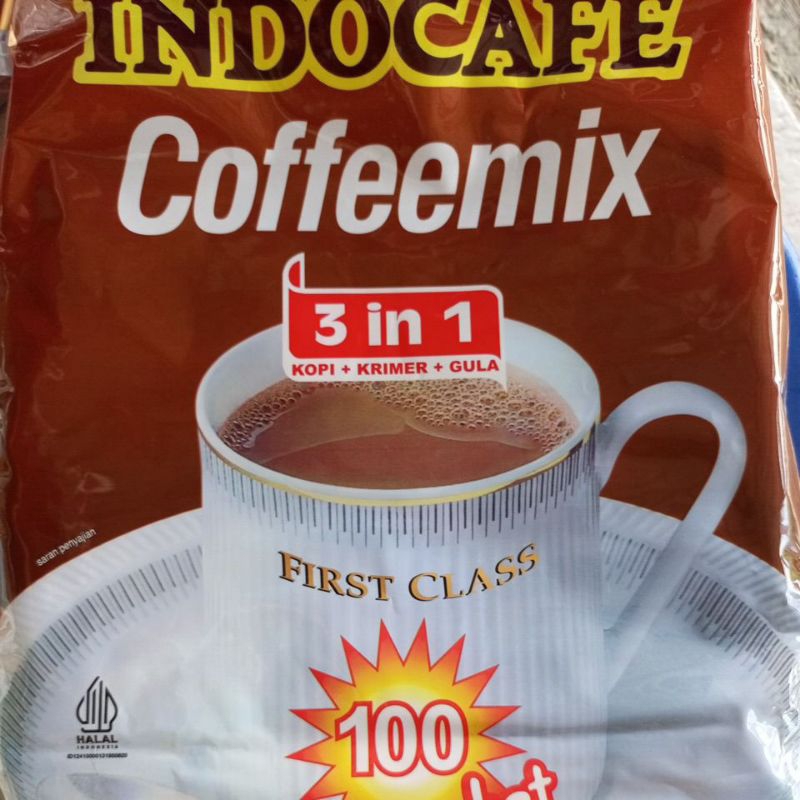 INDOCAFE
Coffeemix
3 in 1
KOPI + KRIMER + GULA
saran penyajian
FIRST CLASS
100
HALAL
INDONESIA